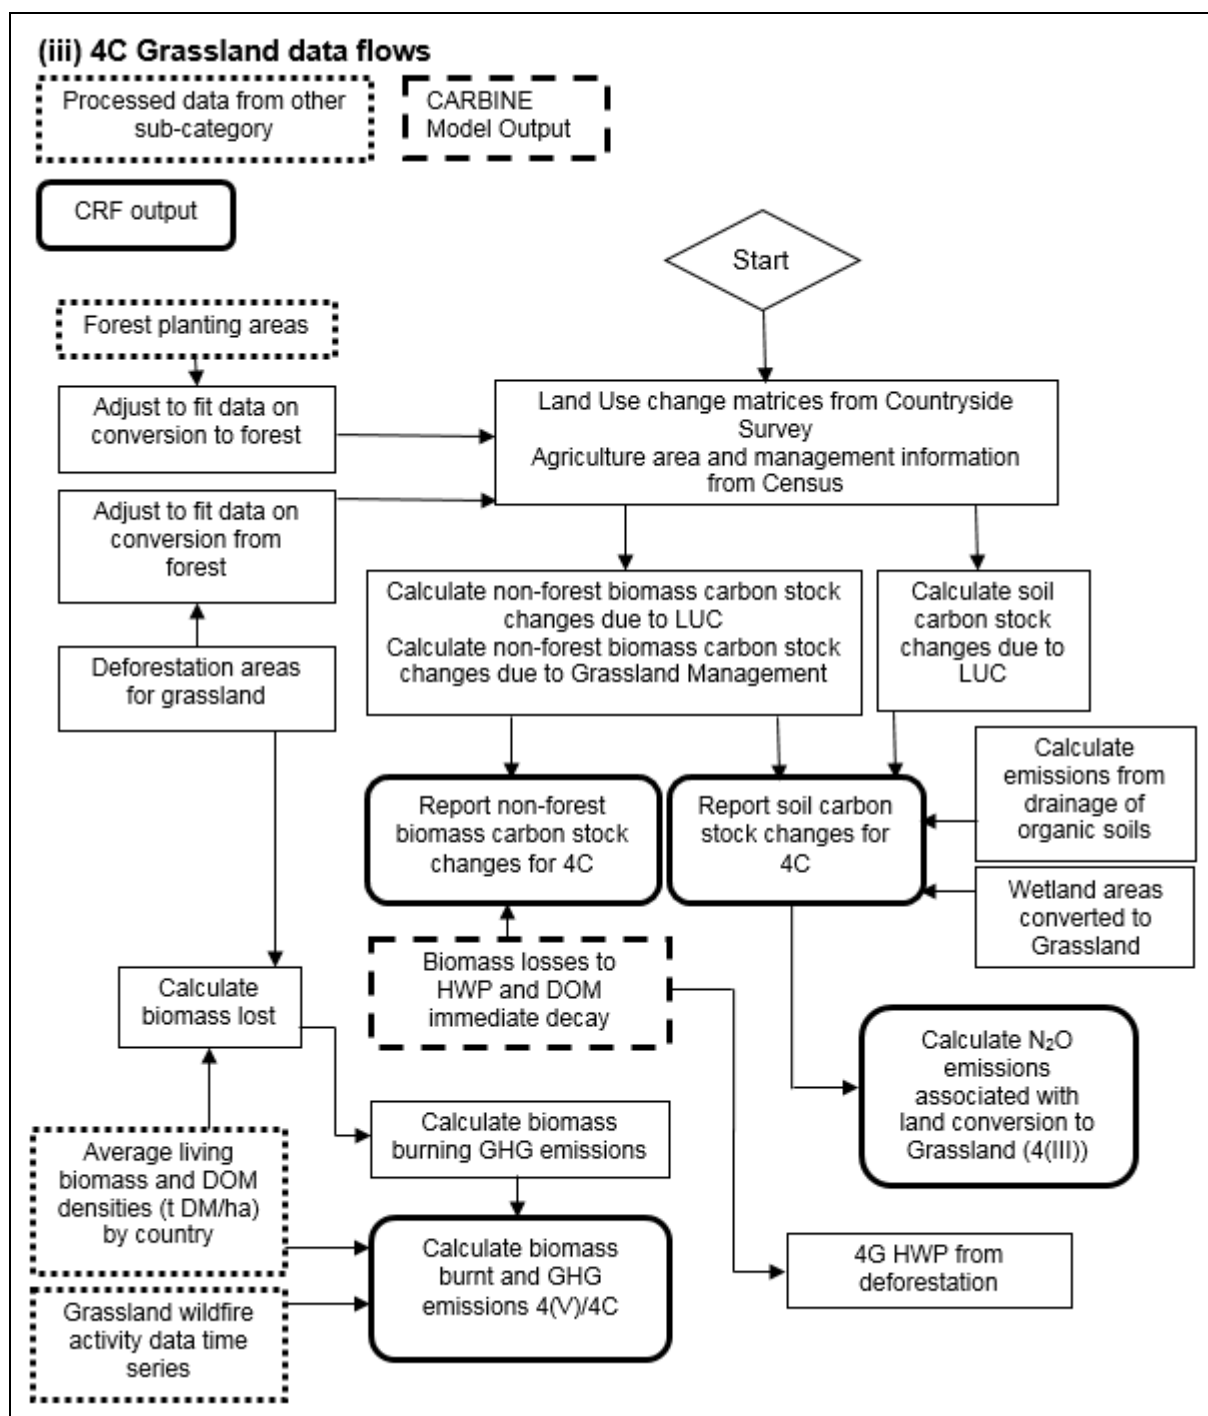 (iii) 4C Grassland data flows
Processed data from other
sub-category
CARBINE
Model Output
CRF output
Start
Forest planting areas
Adjust to fit data on
conversion to forest
Land Use change matrices from Countryside
Survey
Agriculture area and management information
from Census
Adjust to fit data on
conversion from
forest
Calculate non-forest biomass carbon stock
changes due to LUC
Calculate non-forest biomass carbon stock
changes due to Grassland Management
Calculate soil
carbon stock
changes due to
LUC
Deforestation areas
for grassland
Calculate
emissions from
drainage of
organic soils
Report non-forest
biomass carbon stock
changes for 4C
Report soil carbon
stock changes for
4C
Wetland areas
converted to
Grassland
Biomass losses to
HWP and DOM
immediate decay
Calculate
biomass lost
Calculate N₂O
emissions
associated with
land conversion to
Grassland (4(III))
Calculate biomass
burning GHG emissions
Average living
biomass and DOM
densities (t DM/ha)
by country
Calculate biomass
burnt and GHG
emissions 4(V)/4C
4G HWP from
deforestation
Grassland wildfire
activity data time
series